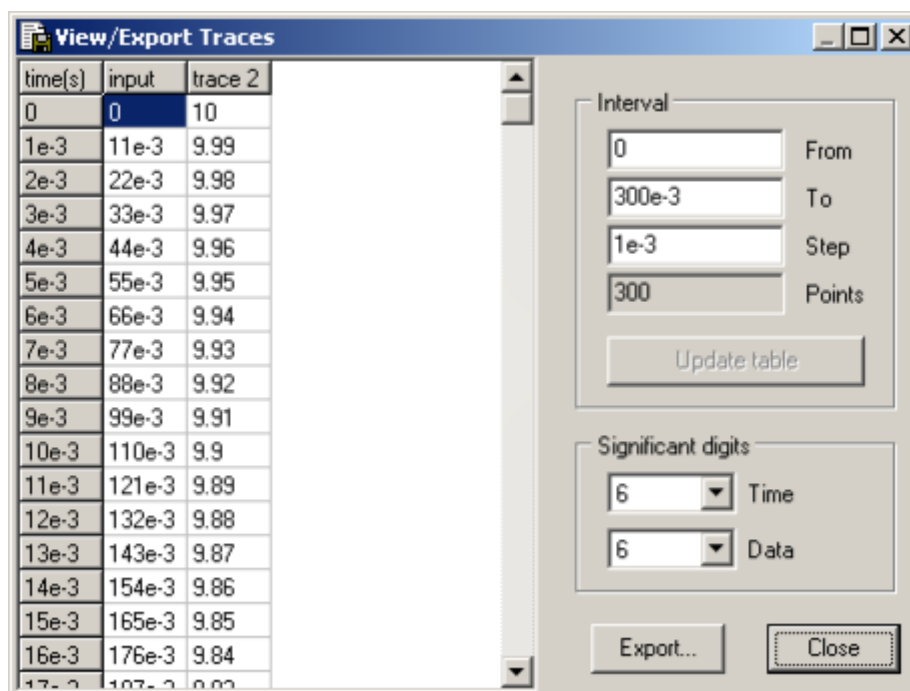 View/Export Traces
time(s) input trace 2
0 0 10
1e-3 11e-3 9.99
2e-3 22e-3 9.98
3e-3 33e-3 9.97
4e-3 44e-3 9.96
5e-3 55e-3 9.95
6e-3 66e-3 9.94
7e-3 77e-3 9.93
8e-3 88e-3 9.92
9e-3 99e-3 9.91
10e-3 110e-3 9.9
11e-3 121e-3 9.89
12e-3 132e-3 9.88
13e-3 143e-3 9.87
14e-3 154e-3 9.86
15e-3 165e-3 9.85
16e-3 176e-3 9.84
Interval
0 From
300e-3 To
1e-3 Step
300 Points
Update table
Significant digits
6 Time
6 Data
Export...
Close